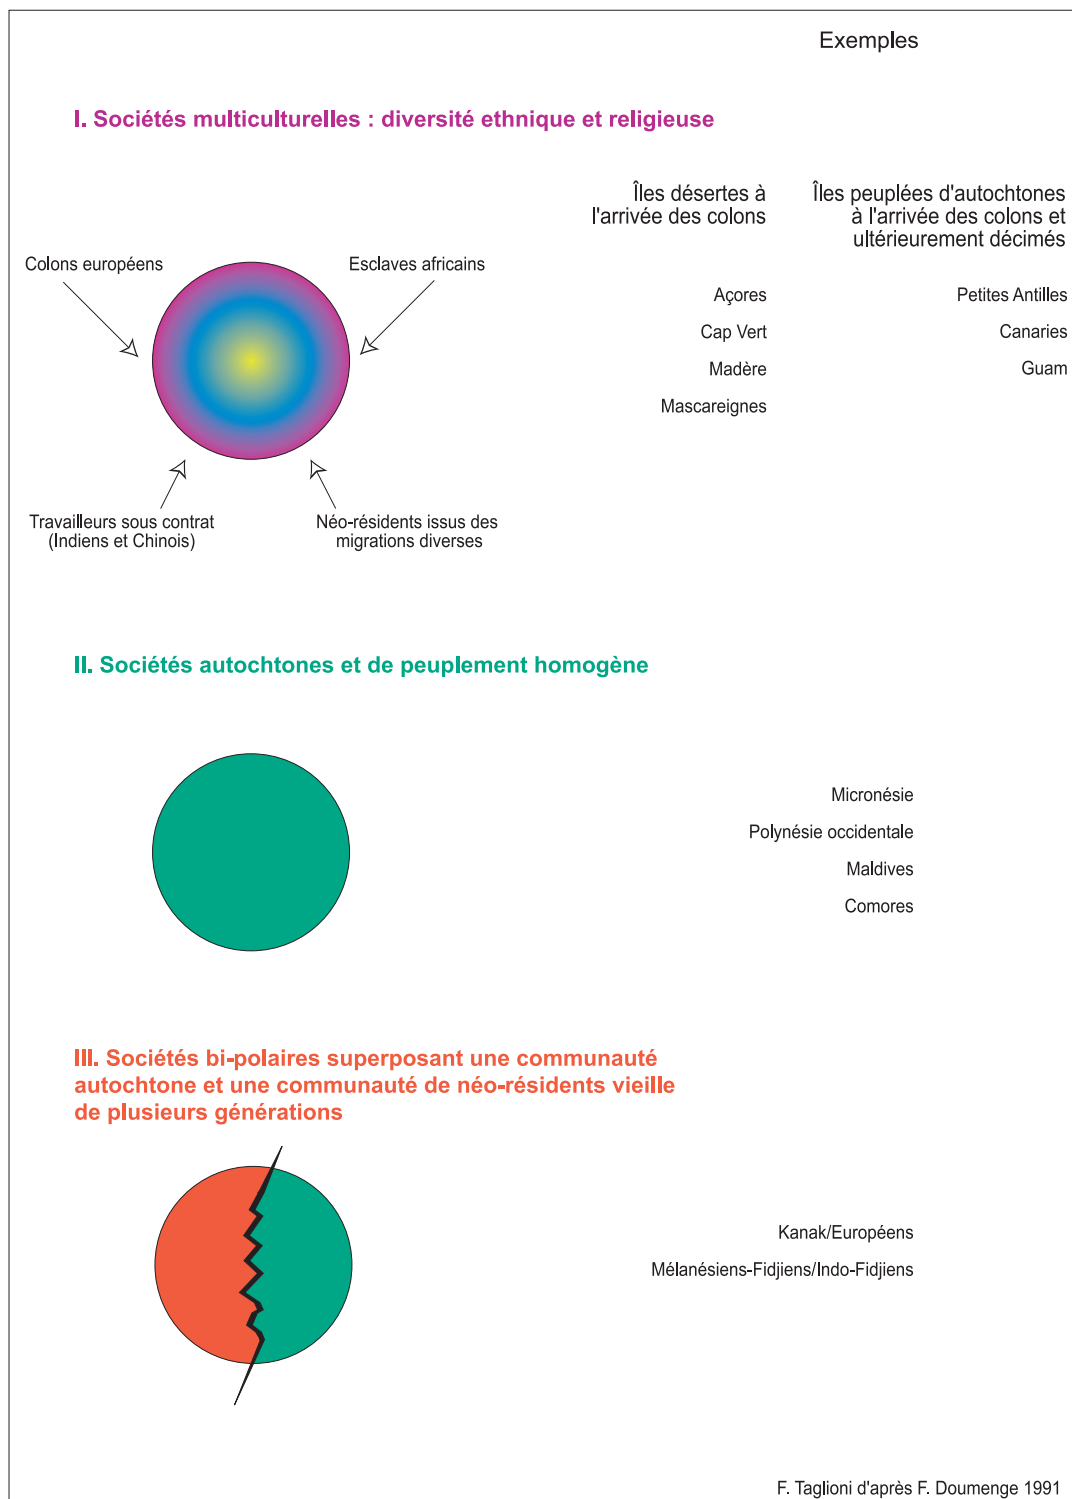 Exemples
I. Sociétés multiculturelles : diversité ethnique et religieuse
Îles désertes à
l'arrivée des colons
Îles peuplées d'autochtones
à l'arrivée des colons et
ultérieurement décimés
Colons européens
Esclaves africains
Travailleurs sous contrat
(Indiens et Chinois)
Néo-résidents issus des
migrations diverses
Açores
Cap Vert
Madère
Mascareignes
Petites Antilles
Canaries
Guam
II. Sociétés autochtones et de peuplement homogène
Micronésie
Polynésie occidentale
Maldives
Comores
III. Sociétés bi-polaires superposant une communauté
autochtone et une communauté de néo-résidents vieille
de plusieurs générations
Kanak/Européens
Mélanésiens-Fidjiens/Indo-Fidjiens
F. Taglioni d'après F. Doumenge 1991